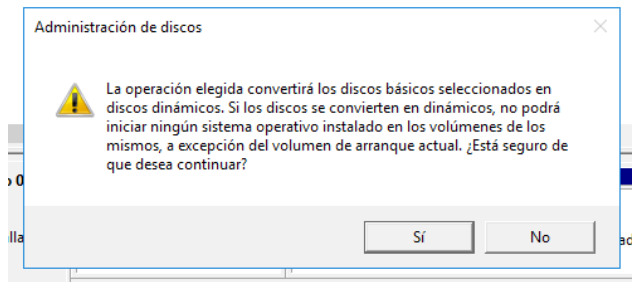 Administración de discos
La operación elegida convertirá los discos básicos seleccionados en
discos dinámicos. Si los discos se convierten en dinámicos, no podrá
iniciar ningún sistema operativo instalado en los volúmenes de los
mismos, a excepción del volumen de arranque actual. ¿Está seguro de
que desea continuar?
Sí No